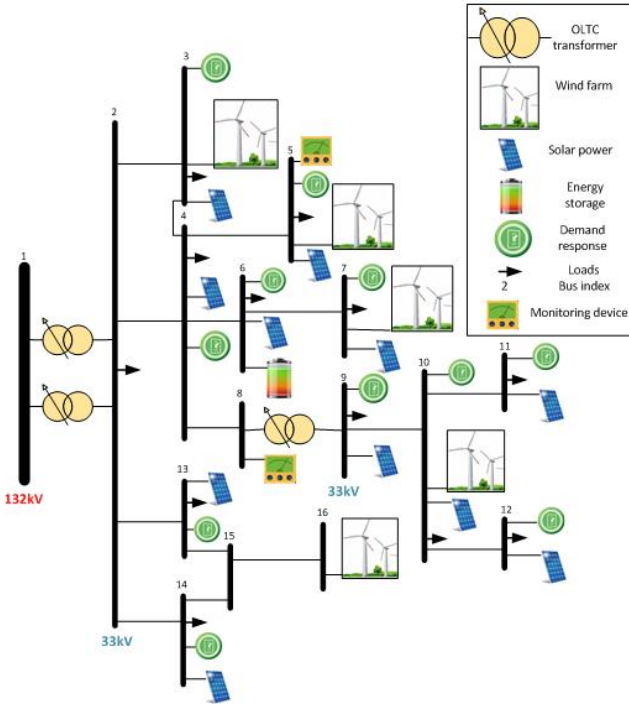 OLTC
transformer
Wind farm
Solar power
Energy
storage
Demand
response
Loads
2
Bus index
Monitoring device
1
2
3
4
5
6
7
8
9
10
11
12
13
14
15
16
132kV
33kV
33kV